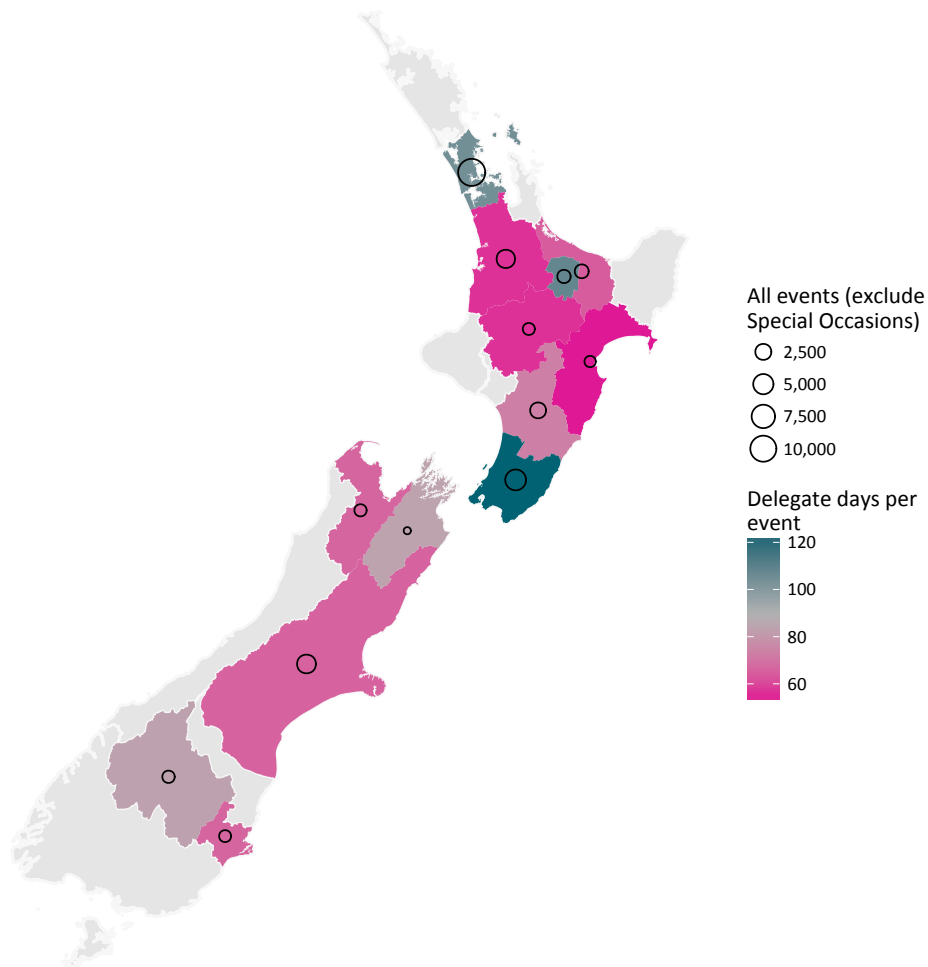 All events (exclude
Special Occasions)
2,500
5,000
7,500
10,000
Delegate days per
event
120
100
80
60